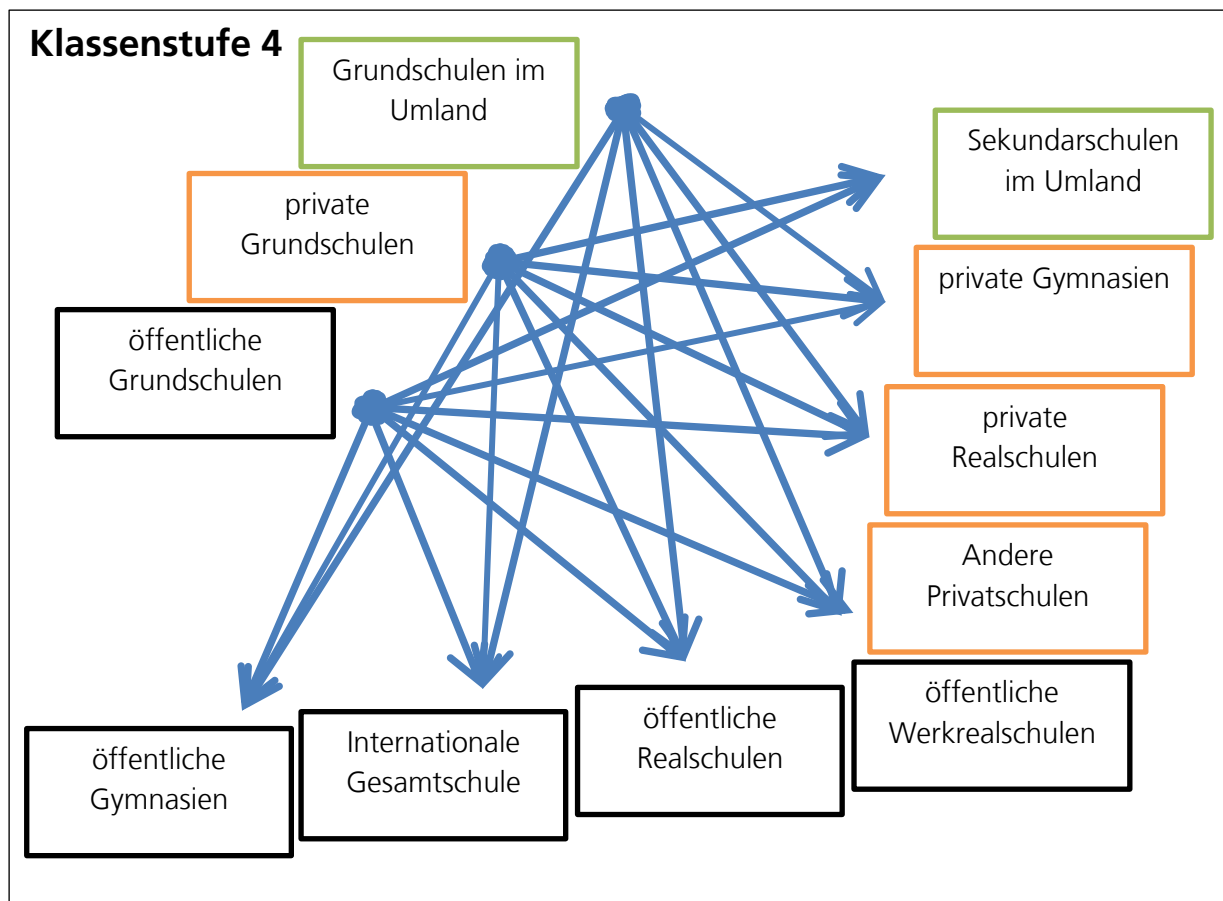 Klassenstufe 4
Grundschulen im
Umland
private
Grundschulen
öffentliche
Grundschulen
Sekundarschulen
im Umland
private Gymnasien
private
Realschulen
Andere
Privatschulen
öffentliche
Werkrealschulen
öffentliche
Realschulen
Internationale
Gesamtschule
öffentliche
Gymnasien